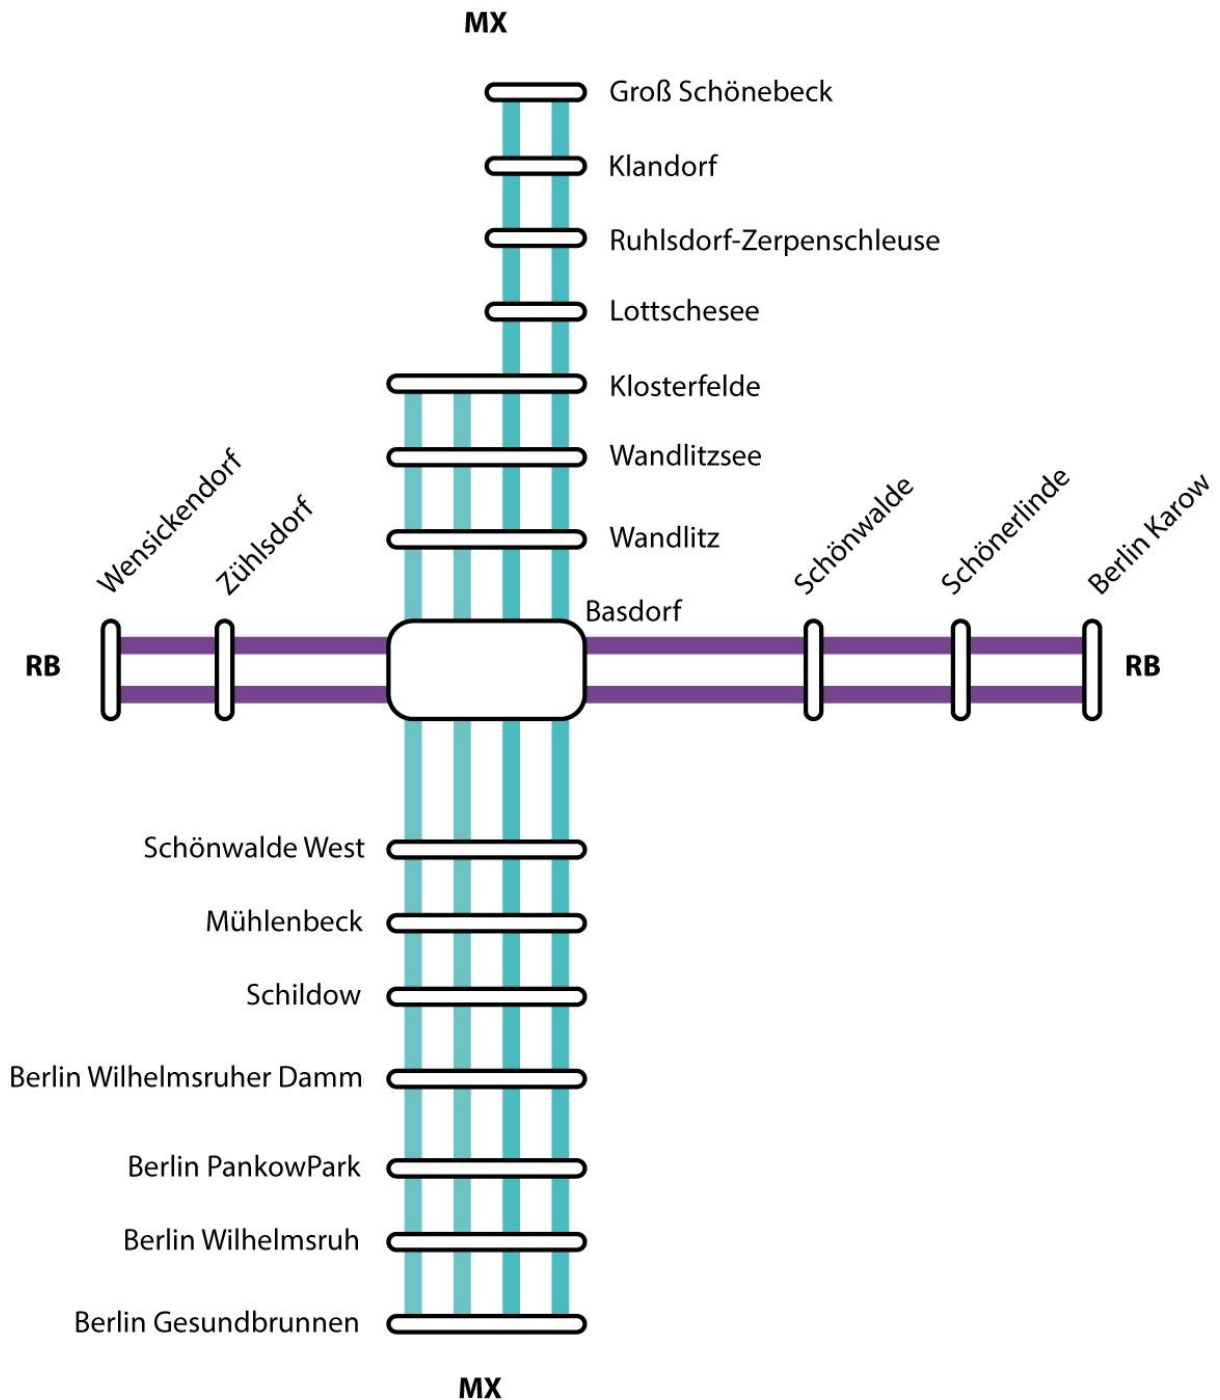 MX
Groß Schönebeck
Klandorf
Ruhlsdorf-Zerpenschleuse
Lottschesee
Klosterfelde
Wandlitzsee
Wandlitz
Wensickendorf
Zühlsdorf
Basdorf
Schönwalde
Schönerlinde
Berlin Karow
RB
RB
Schönwalde West
Mühlenbeck
Schildow
Berlin Wilhelmsruher Damm
Berlin PankowPark
Berlin Wilhelmsruh
Berlin Gesundbrunnen
MX